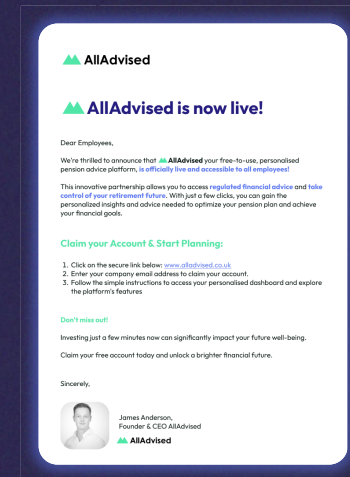 AllAdvised
AllAdvised is now live!
Dear Employees,
We're thrilled to announce that AllAdvised your free-to-use, personalised
pension advice platform, is officially live and accessible to all employees!
This innovative partnership allows you to access regulated financial advice and take
control of your retirement future. With just a few clicks, you can gain the
personalized insights and advice needed to optimize your pension plan and achieve
your financial goals.
Claim your Account & Start Planning:
1. Click on the secure link below: www.alladvised.co.uk
2. Enter your company email address to claim your account.
3. Follow the simple instructions to access your personalised dashboard and explore
the platform's features
Don't miss out!
Investing just a few minutes now can significantly impact your future well-being.
Claim your free account today and unlock a brighter financial future.
Sincerely,
James Anderson,
Founder & CEO AllAdvised
AllAdvised